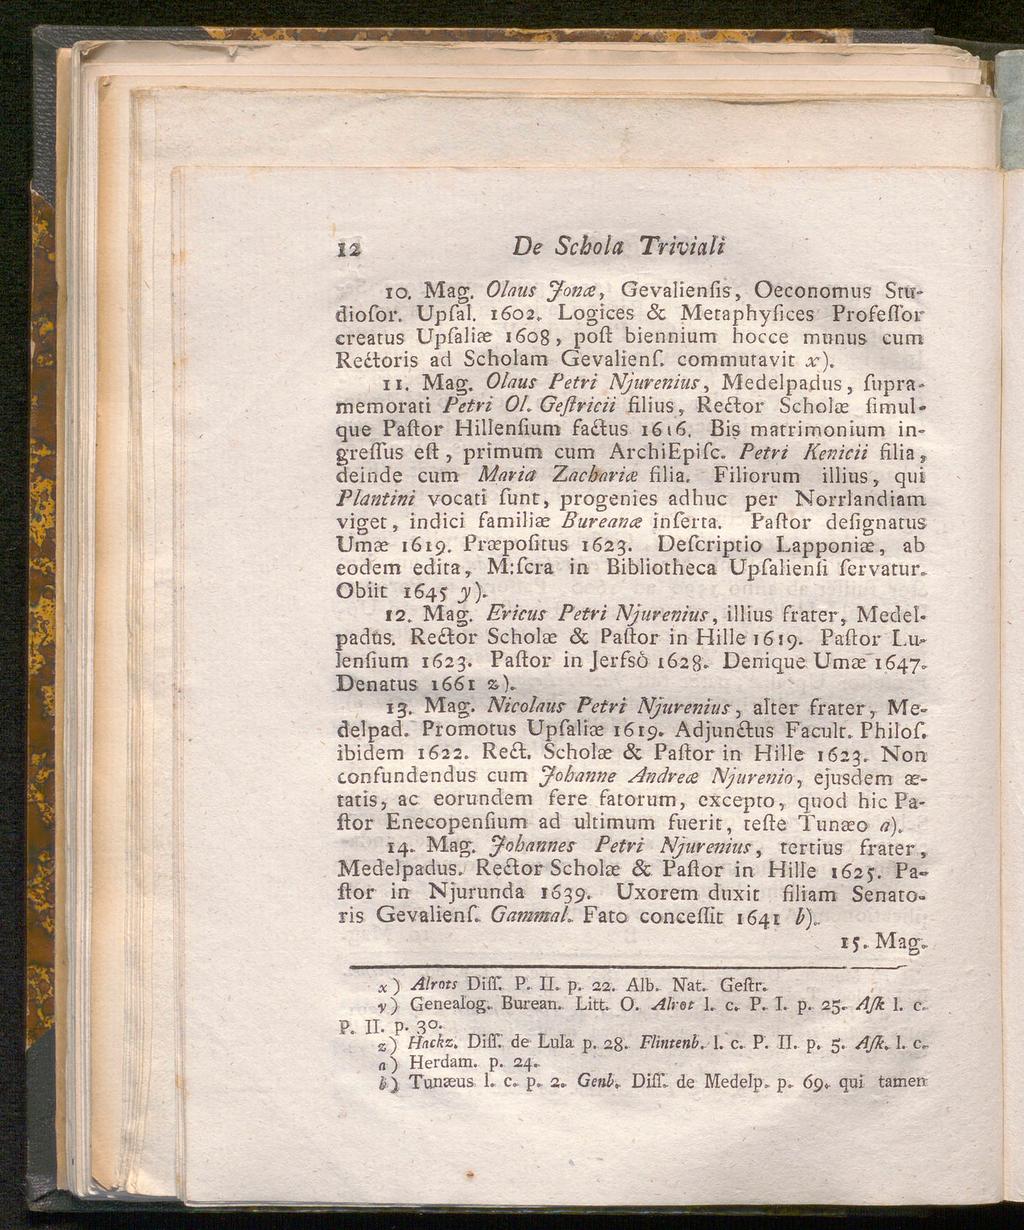 12 De Schola Triviali
10. Mag. Olaus Jonæ, Gevalienſis, Oeconomus Stu-
dioſor. Upſal. 1602. Logices & Metaphyſices Profeſſor
creatus Upſaliæ 1608, poſt biennium hocce munus cum
Rectoris ad Scholam Gevalienſ. commutavit x).
11. Mag. Olaus Petri Njurenius, Medelpadus, ſupra-
memorati Petri Ol. Geſtricii filius, Rector Scholæ ſimul-
que Paſtor Hillenſium factus 1616. Bis matrimonium in-
greſſus eſt, primum cum ArchiEpiſc. Petri Kenicii filia,
deinde cum Maria Zachariæ filia. Filiorum illius, qui
Plantini vocati ſunt, progenies adhuc per Norrlandiam
viget, indici familiæ Bureanæ inſerta. Paſtor deſignatus
Umæ 1619. Præpoſitus 1623. Deſcriptio Lapponiæ, ab
eodem edita, M:ſcra in Bibliotheca Upſalienſi ſervatur.
Obiit 1645 y).
12. Mag. Ericus Petri Njurenius, illius frater, Medel-
padus. Rector Scholæ & Paſtor in Hille 1619. Paſtor Lu-
lenſium 1623. Paſtor in Jerfsö 1628. Denique Umæ 1647.
Denatus 1661 z).
13. Mag. Nicolaus Petri Njurenius, alter frater, Me-
delpad. Promotus Upſaliæ 1619. Adjunctus Facult. Philoſ.
ibidem 1622. Rect. Scholæ & Paſtor in Hille 1623. Non
confundendus cum Johanne Andreæ Njurenio, ejusdem æ-
tatis, ac eorundem fere fatorum, excepto, quod hic Pa-
ſtor Enecopenſium ad ultimum fuerit, teſte Tunæo a).
14. Mag. Johannes Petri Njurenius, tertius frater,
Medelpadus. Rector Scholæ & Paſtor in Hille 1625. Pa-
ſtor in Njurunda 1639. Uxorem duxit filiam Senato-
ris Gevalienſ. Gammal. Fato conceſſit 1641 b).
15. Mag.
x) Alrots Diſſ. P. II. p. 22. Alb. Nat. Geſtr.
y) Genealog. Burean. Litt. O. Alrot l. c. P. I. p. 25. Aſk l. c.
P. II. p. 30.
z) Hackz. Diſſ. de Lula p. 28. Flintenb. l. c. P. II. p. 5. Aſk. l. c.
a) Herdam. p. 24.
b) Tunæus l. c. p. 2. Genb. Diſſ. de Medelp. p. 69. qui tamen